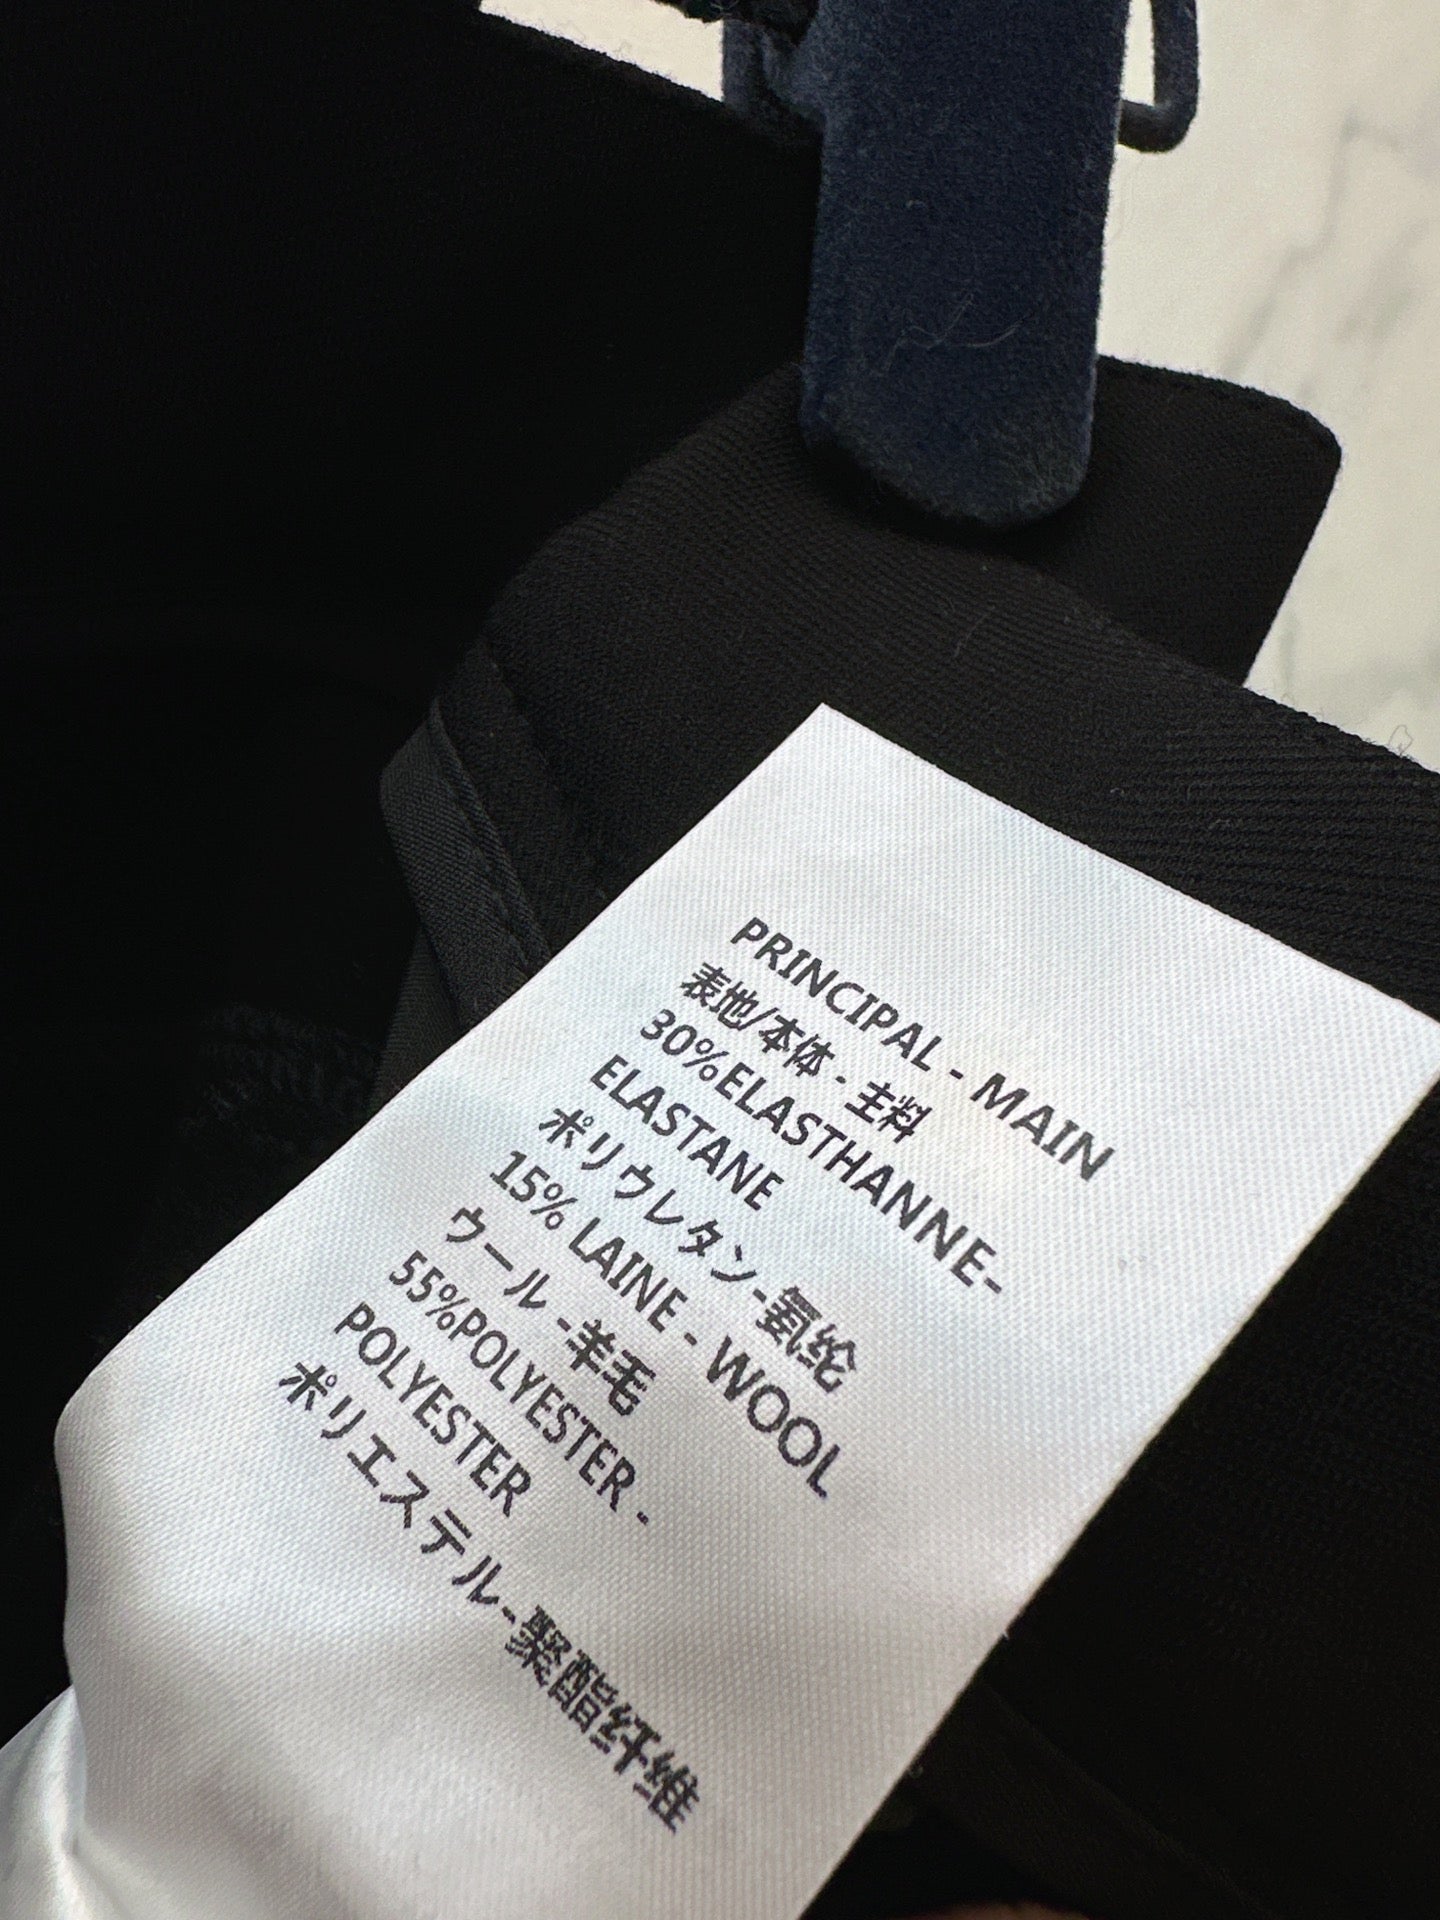 PRINCIPAL - MAIN
表地/本体 - 主料
30%ELASTHANNE-
ELASTANE
ポリウレタン-氨纶
15% LAINE - WOOL
ウール -羊毛
55%POLYESTER -
POLYESTER
ポリエステル-聚酯纤维